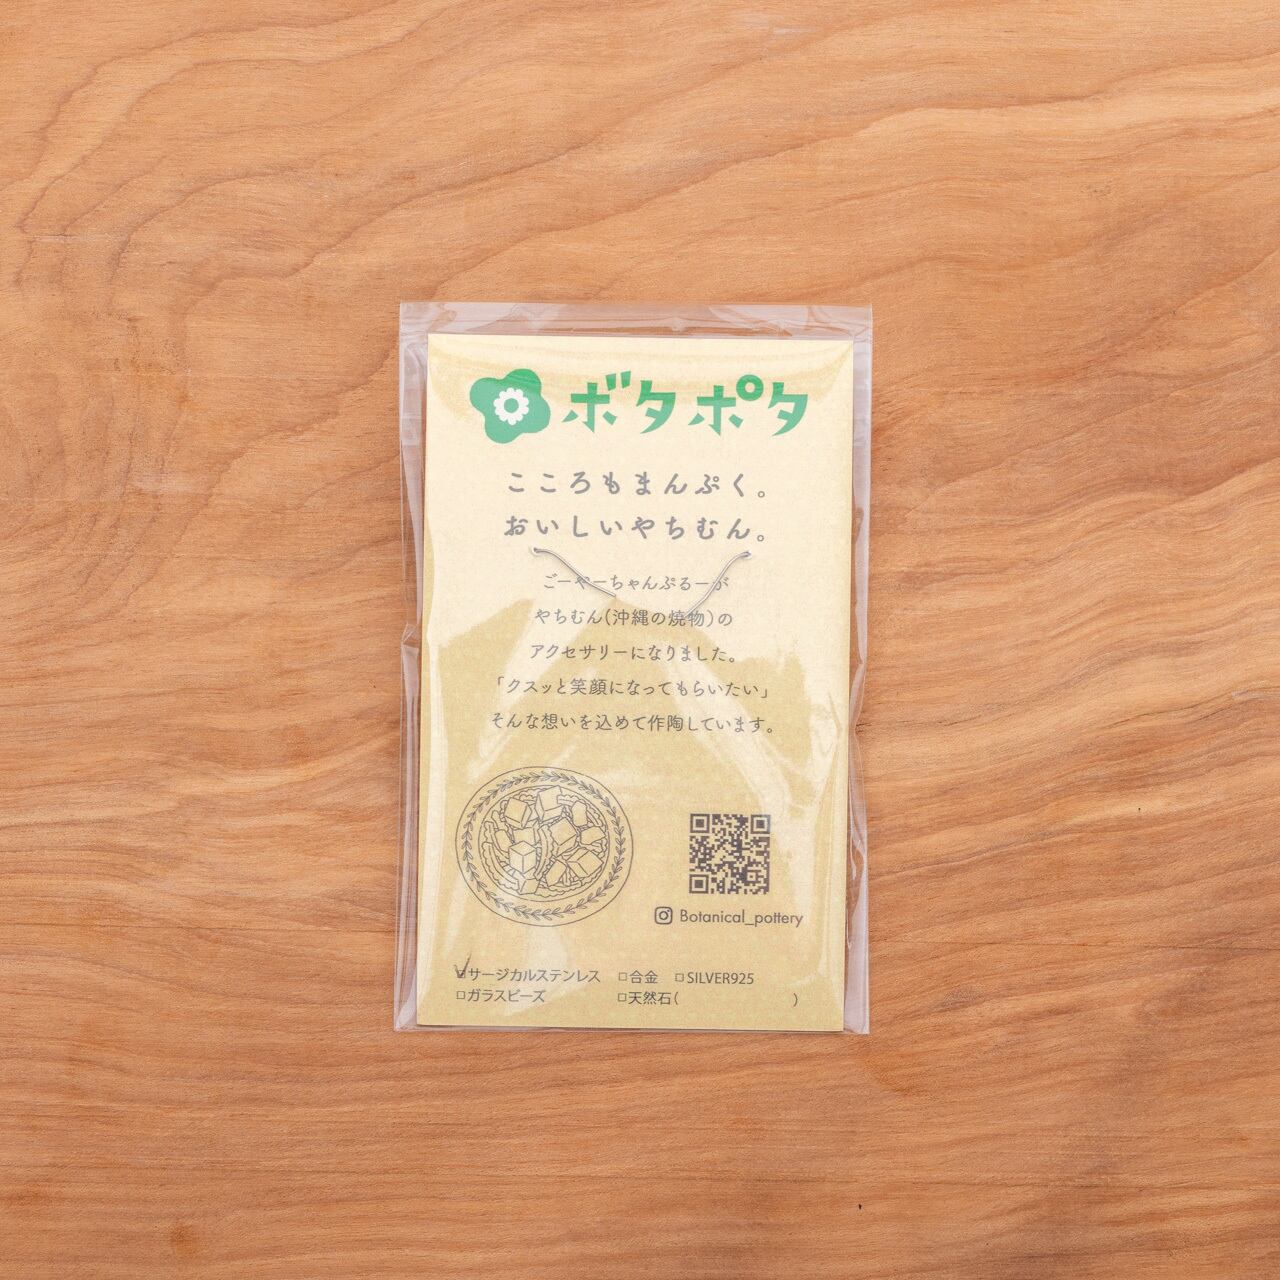 ボタポタ
こころもまんぷく。
おいしいやちむん。
ごーやーちゃんぷるーが
やちむん(沖縄の焼物)の
アクセサリーになりました。
「クスッと笑顔になってもらいたい」
そんな想いを込めて作陶しています。
Botanical_pottery
☑サージカルステンレス □合金 □SILVER925
□ガラスビーズ □天然石( )